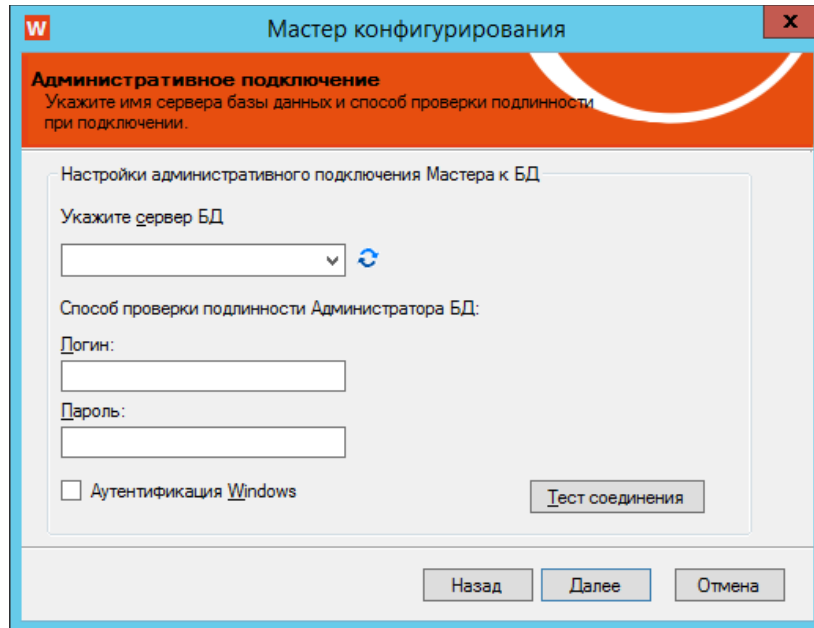 W
Мастер конфигурирования
x
Административное подключение
Укажите имя сервера базы данных и способ проверки подлинности
при подключении.
Настройки административного подключения Мастера к БД
Укажите сервер БД
Способ проверки подлинности Администратора БД:
Логин:
Пароль:
Аутентификация Windows
Тест соединения
Назад
Далее
Отмена